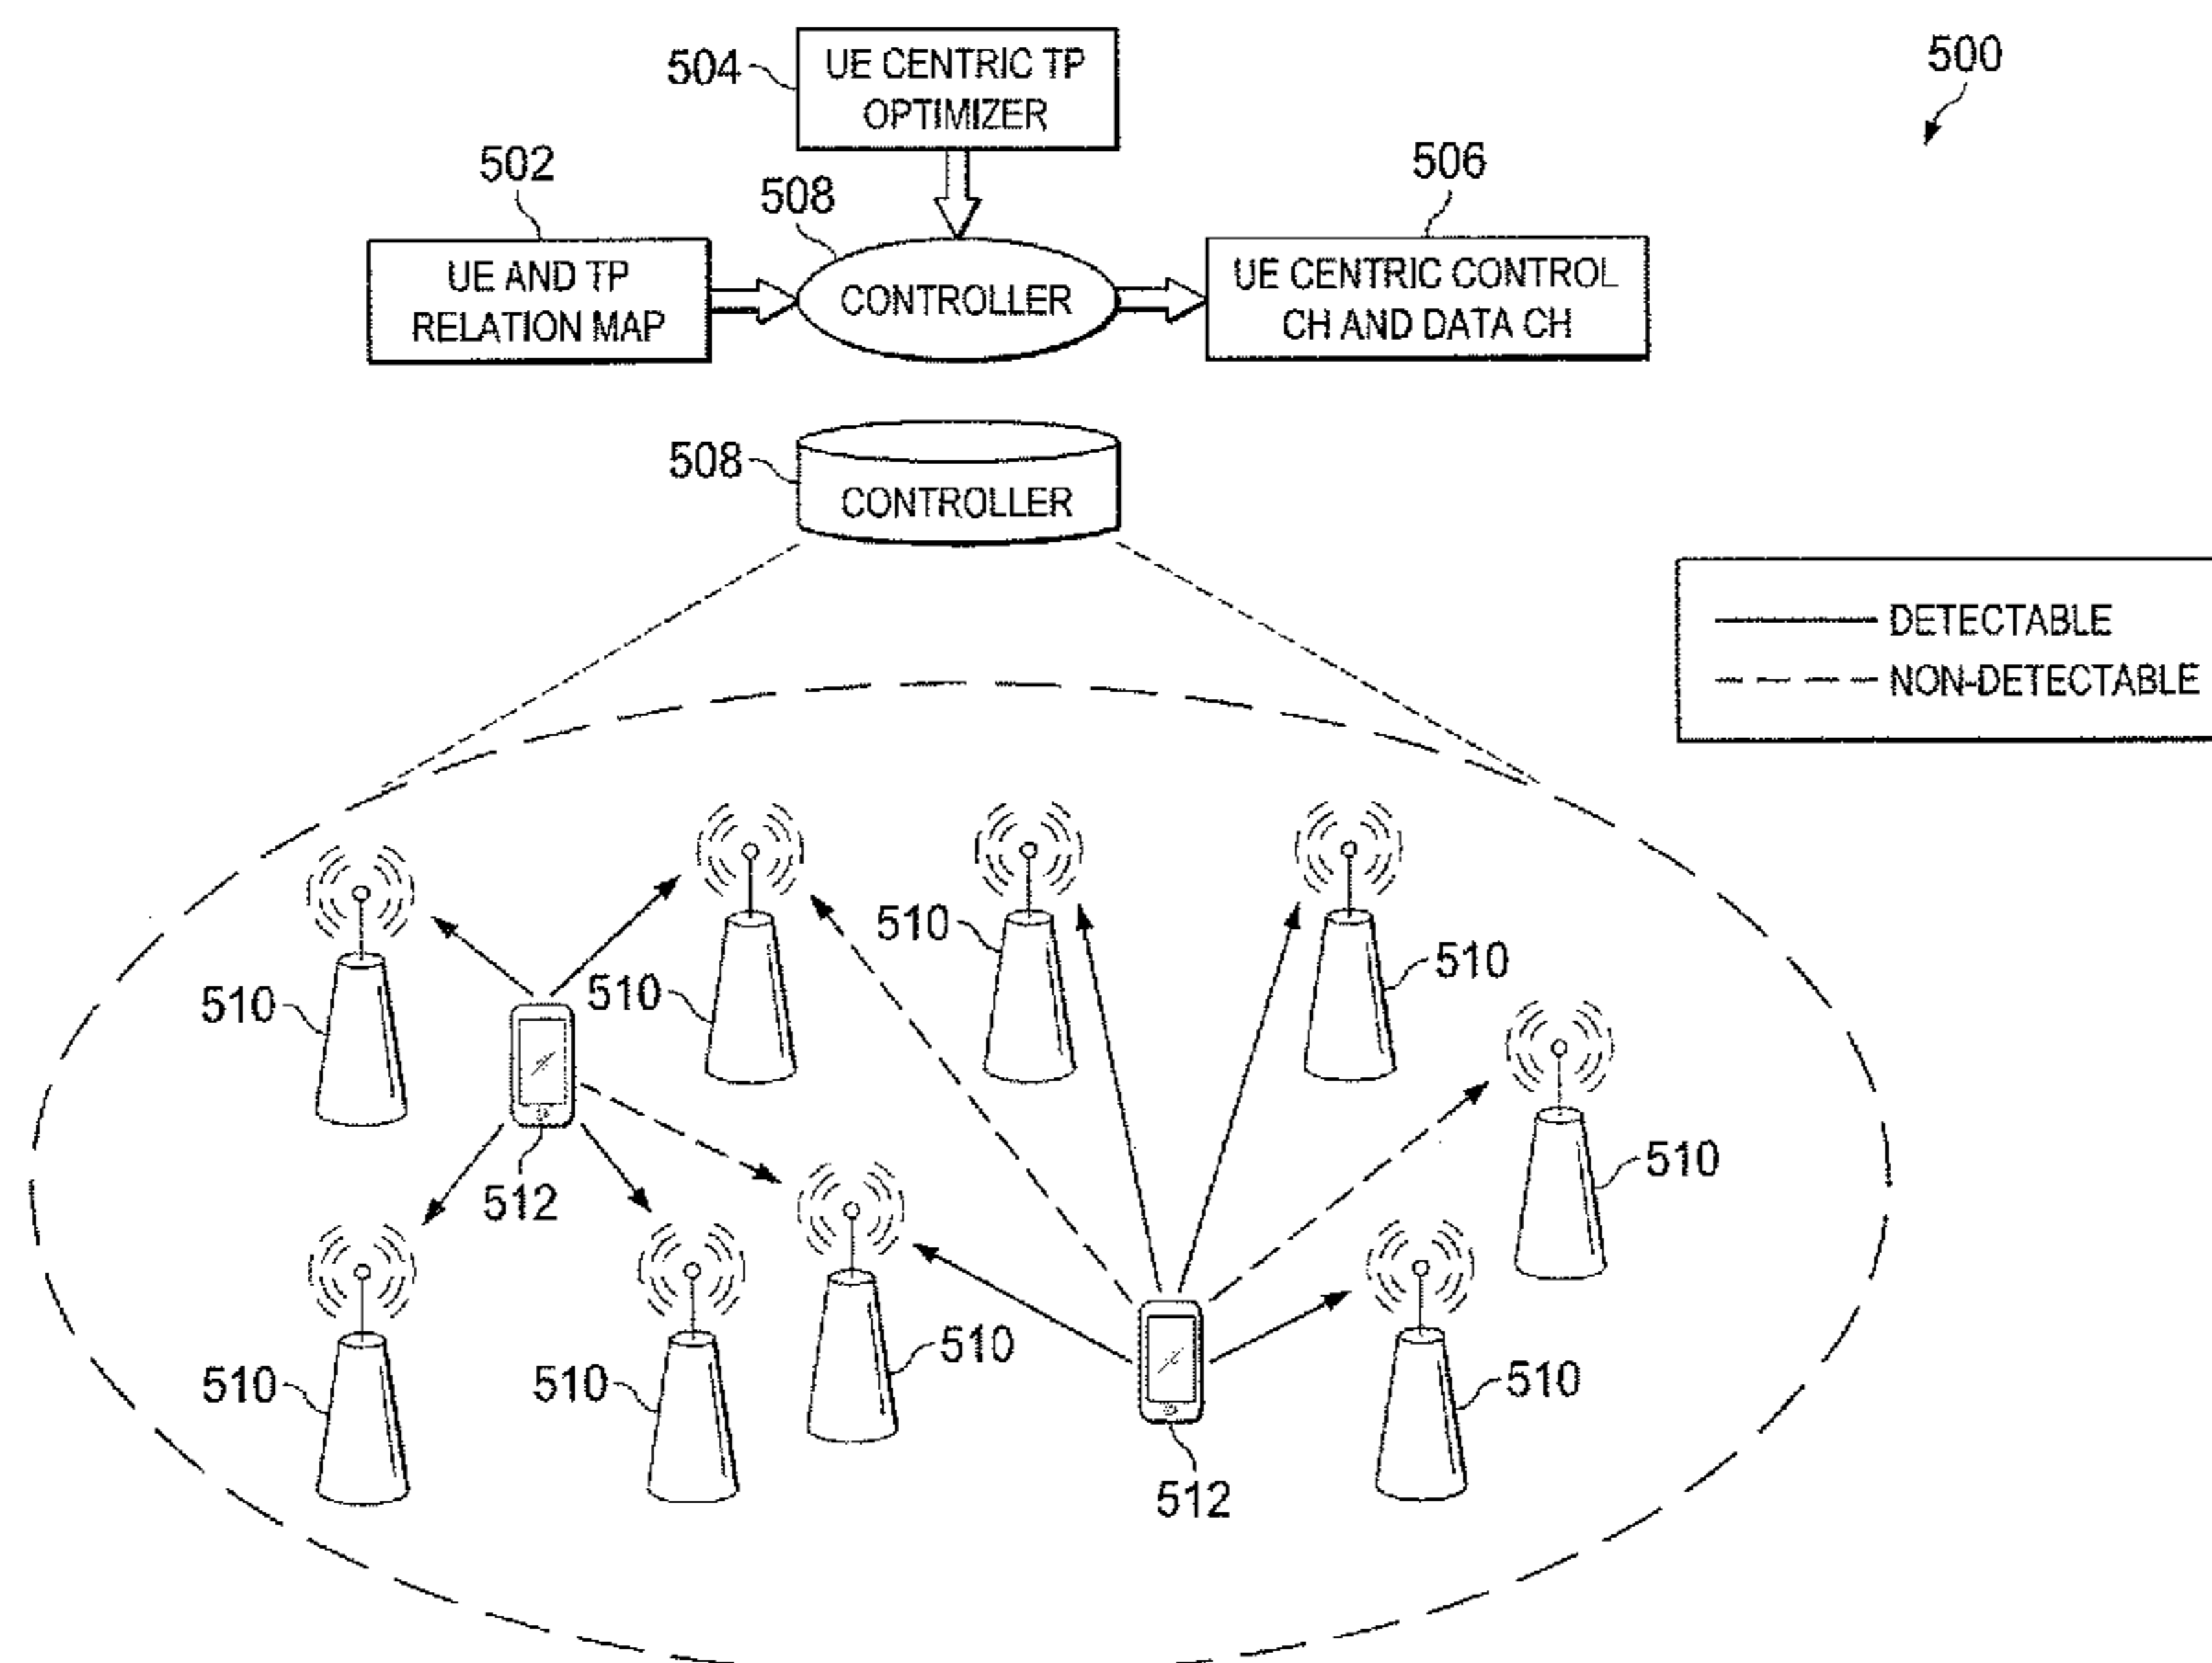 500
504
UE CENTRIC TP
OPTIMIZER
502
508
506
UE AND TP
RELATION MAP
CONTROLLER
UE CENTRIC CONTROL
CH AND DATA CH
508
CONTROLLER
DETECTABLE
NON-DETECTABLE
510
510
510
510
510
512
510
510
510
510
512